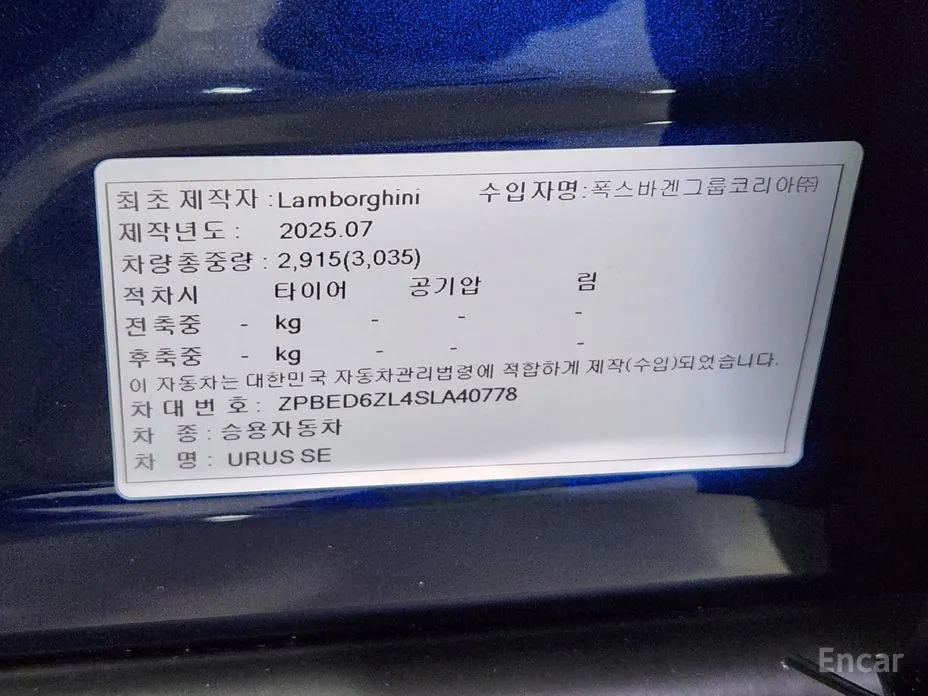 최초 제작자 : Lamborghini 수입자명: 폭스바겐그룹코리아㈜
제작년도 : 2025.07
차량총중량 : 2,915(3,035)
적차시 타이어 공기압 림
전축중 - kg - - -
후축중 - kg - - -
이 자동차는 대한민국 자동차관리법령에 적합하게 제작(수입)되었습니다.
차대번호 : ZPBED6ZL4SLA40778
차 종 : 승용자동차
차 명 : URUS SE
Encar